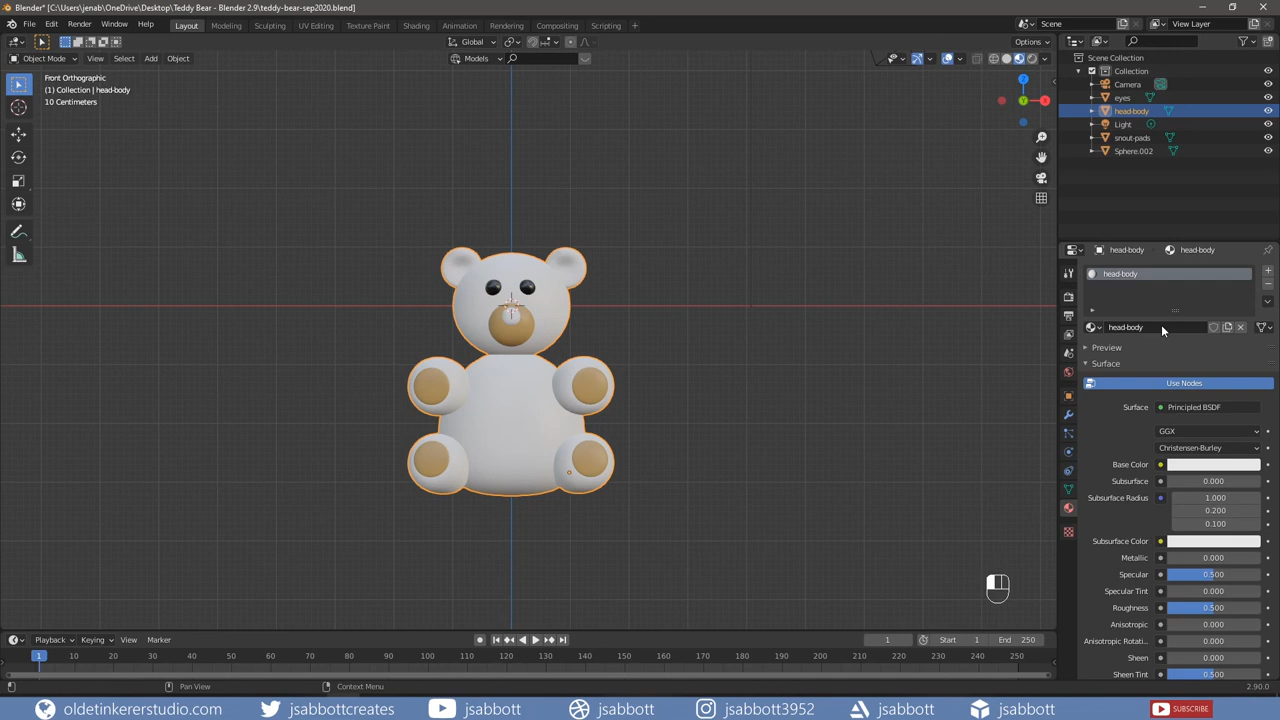 Blender* [C:\Users\jenab\OneDrive\Desktop\Teddy Bear - Blender 2.9\teddy-bear-sep2020.blend]
File Edit Render Window Help Layout Modeling Sculpting UV Editing Texture Paint Shading Animation Rendering Compositing Scripting Scene View Layer
Global Options
Object Mode View Select Add Object Models
Front Orthographic
(1) Collection | head-body
10 Centimeters
Z
Y
X
Scene Collection
Collection
Camera
eyes
head-body
Light
snout-pads
Sphere.002
head-body head-body
head-body
head-body
Preview
Surface
Use Nodes
Surface Principled BSDF
GGX
Christensen-Burley
Base Color
Subsurface 0.000
Subsurface Radius 1.000
0.200
0.100
Subsurface Color
Metallic 0.000
Specular 0.500
Specular Tint 0.000
Roughness 0.500
Anisotropic 0.000
Anisotropic Rotati... 0.000
Sheen 0.000
Sheen Tint 0.500
Playback Keying View Marker 1 Start 1 End 250
1 10 20 30 40 50 60 70 80 90 100 110 120 130 140 150 160 170 180 190 200 210 220 230 240 250
Pan View Context Menu 2.90.0
oldetinkererstudio.com jsabbottcreates jsabbott jsabbott jsabbott3952 jsabbott jsabbott SUBSCRIBE